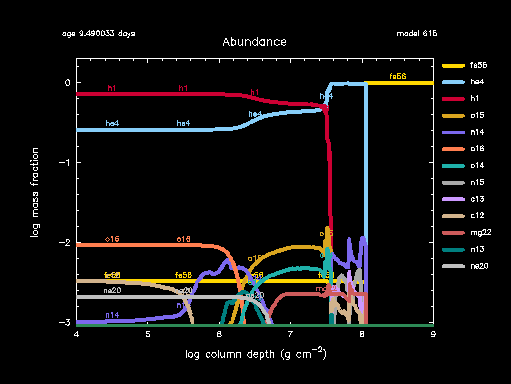 age 9.490033 days
model 616
Abundance
fe56
he4
h1
o15
n14
o16
o14
n15
c13
c12
mg22
n13
ne20
h1 h1 h1
he4 he4 he4
o16 o16
fe56 fe56
ne20
n14
fe56
0
−1
−2
−3
4 5 6 7 8 9
log mass fraction
log column depth (g cm−2)